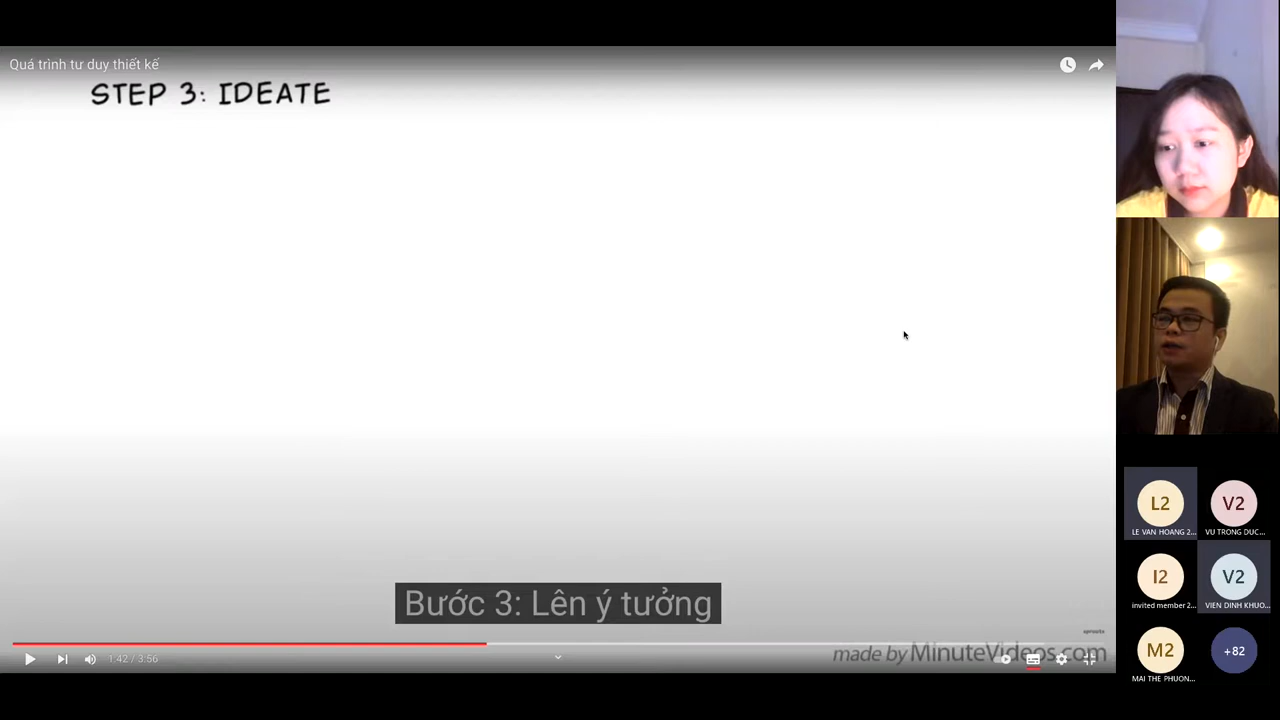 Quá trình tư duy thiết kế
STEP 3: IDEATE
Bước 3: Lên ý tưởng
1:42 / 3:56
made by MinuteVideos.com
L2
V2
LE VAN HOANG 2...
VU TRONG DUC...
I2
V2
invited member 2...
VIEN DINH KHUO...
M2
+82
MAI THE PHUON...